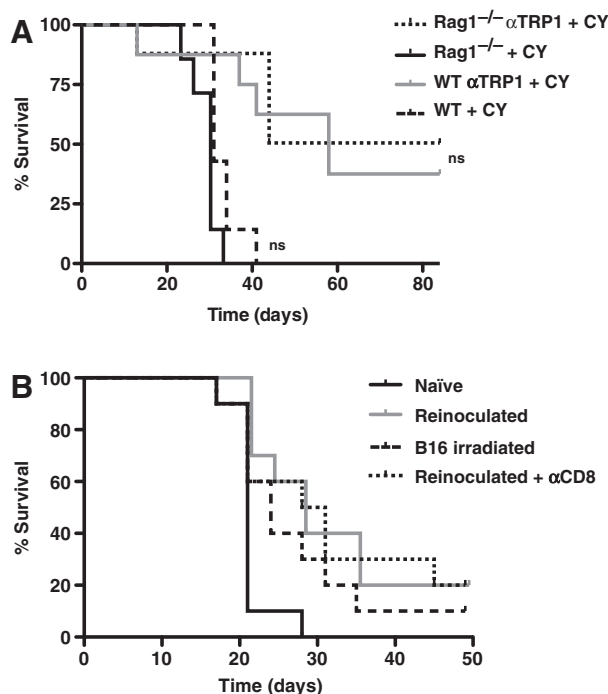 A
100
75
50
25
0
% Survival
0 20 40 60 80
Time (days)
Rag1–/– αTRP1 + CY
Rag1–/– + CY
WT αTRP1 + CY
WT + CY
ns
ns
B
100
80
60
40
20
0
% Survival
0 10 20 30 40 50
Time (days)
Naïve
Reinoculated
B16 irradiated
Reinoculated + αCD8